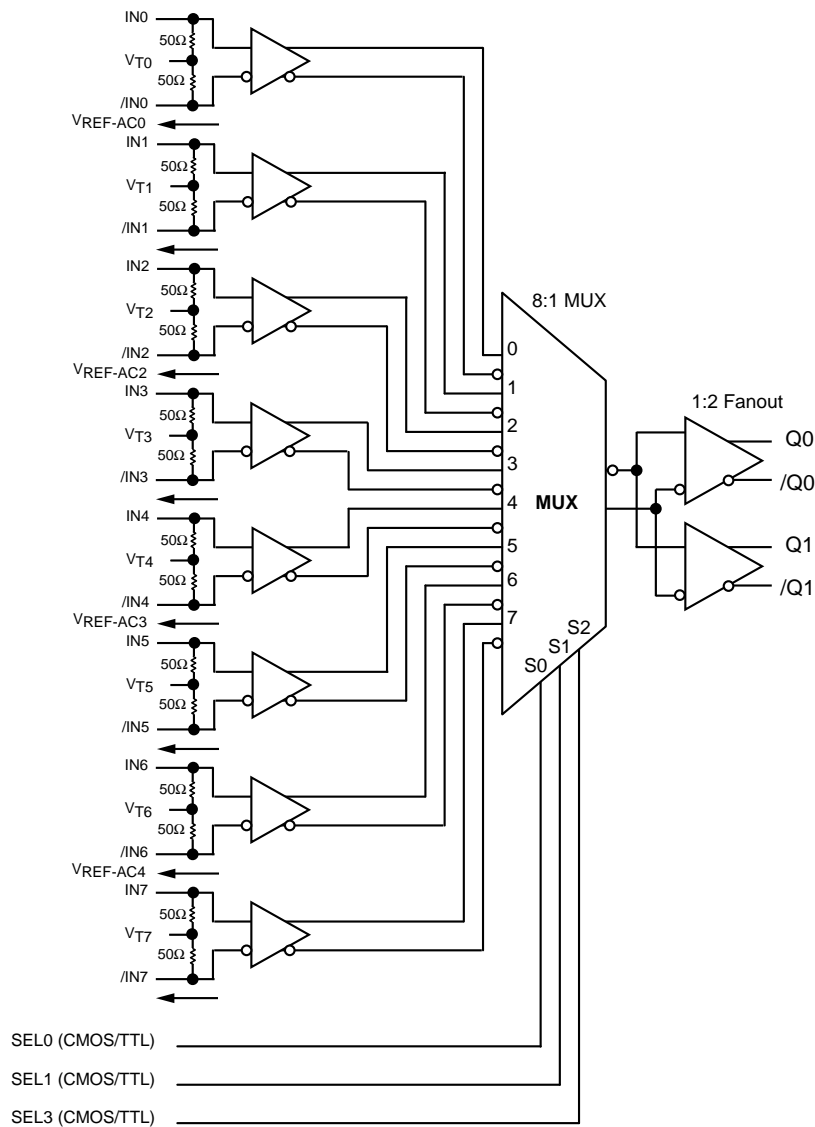 IN0
50Ω
VT0
50Ω
/IN0
VREF-AC0
IN1
50Ω
VT1
50Ω
/IN1
IN2
50Ω
VT2
50Ω
/IN2
VREF-AC2
IN3
50Ω
VT3
50Ω
/IN3
IN4
50Ω
VT4
50Ω
/IN4
VREF-AC3
IN5
50Ω
VT5
50Ω
/IN5
IN6
50Ω
VT6
50Ω
/IN6
VREF-AC4
IN7
50Ω
VT7
50Ω
/IN7
8:1 MUX
0
1
2
3
4
5
6
7
MUX
S0
S1
S2
1:2 Fanout
Q0
/Q0
Q1
/Q1
SEL0 (CMOS/TTL)
SEL1 (CMOS/TTL)
SEL3 (CMOS/TTL)